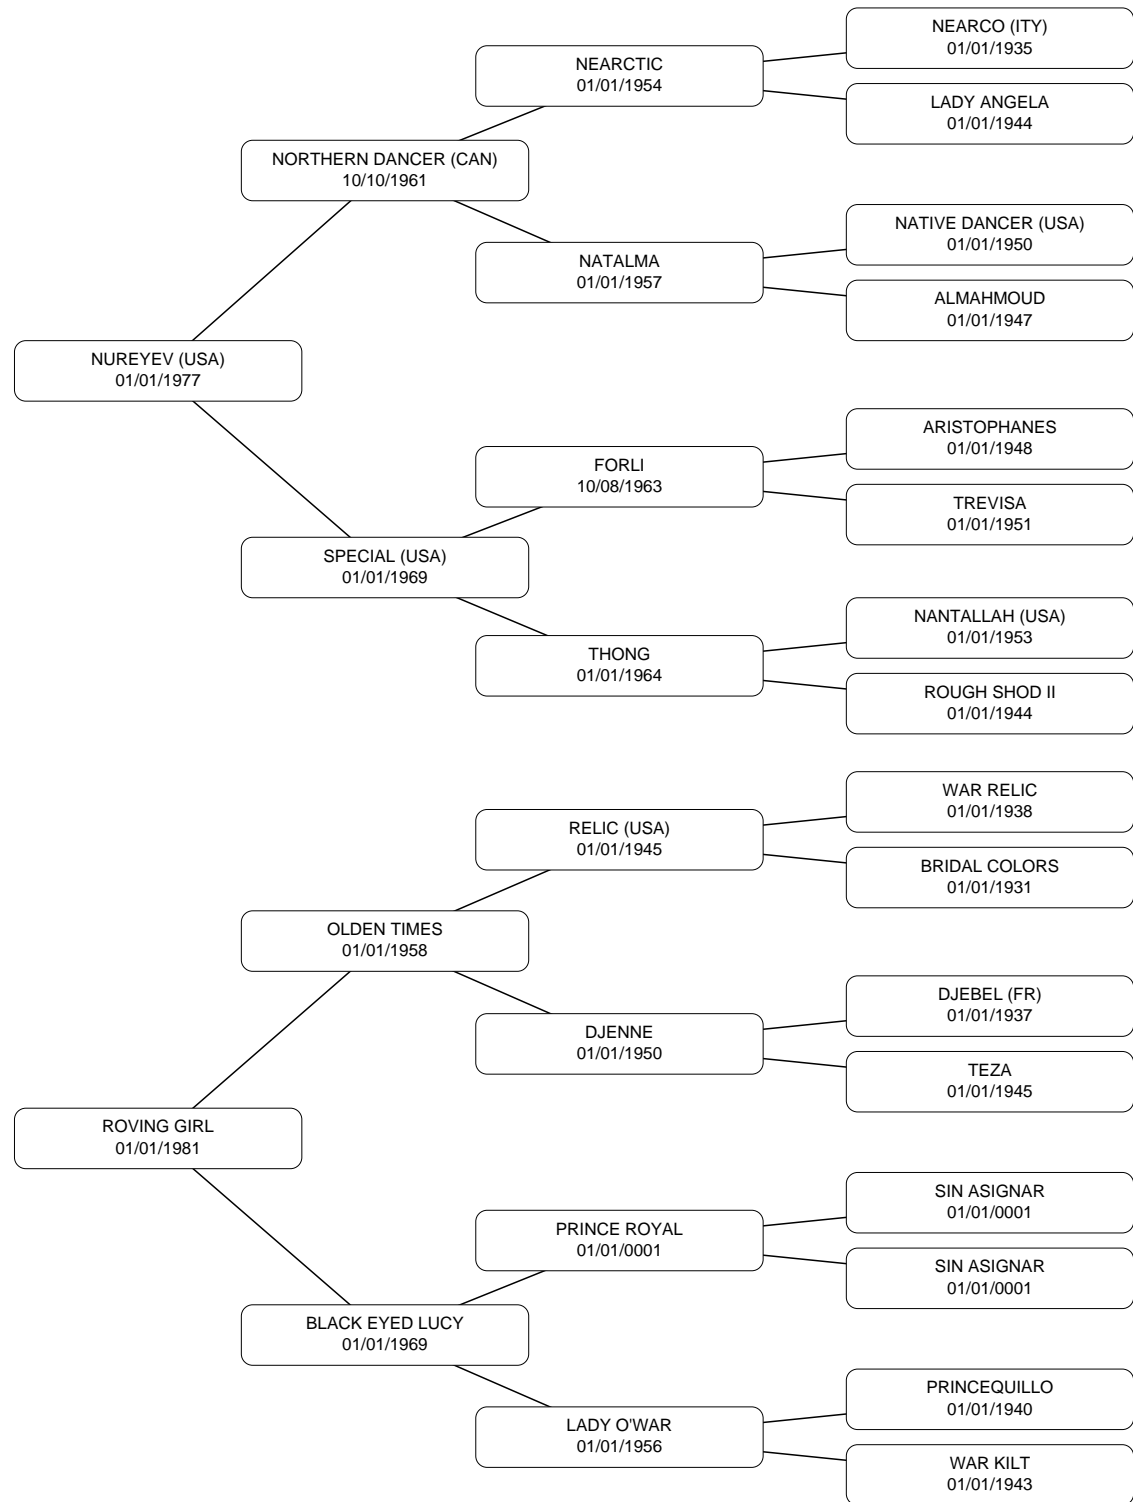 NEARCO (ITY)
01/01/1935
NEARCTIC
01/01/1954
LADY ANGELA
01/01/1944
NORTHERN DANCER (CAN)
10/10/1961
NATIVE DANCER (USA)
01/01/1950
NATALMA
01/01/1957
ALMAHMOUD
01/01/1947
NUREYEV (USA)
01/01/1977
ARISTOPHANES
01/01/1948
FORLI
10/08/1963
TREVISA
01/01/1951
SPECIAL (USA)
01/01/1969
NANTALLAH (USA)
01/01/1953
THONG
01/01/1964
ROUGH SHOD II
01/01/1944
WAR RELIC
01/01/1938
RELIC (USA)
01/01/1945
BRIDAL COLORS
01/01/1931
OLDEN TIMES
01/01/1958
DJEBEL (FR)
01/01/1937
DJENNE
01/01/1950
TEZA
01/01/1945
ROVING GIRL
01/01/1981
SIN ASIGNAR
01/01/0001
PRINCE ROYAL
01/01/0001
SIN ASIGNAR
01/01/0001
BLACK EYED LUCY
01/01/1969
PRINCEQUILLO
01/01/1940
LADY O'WAR
01/01/1956
WAR KILT
01/01/1943